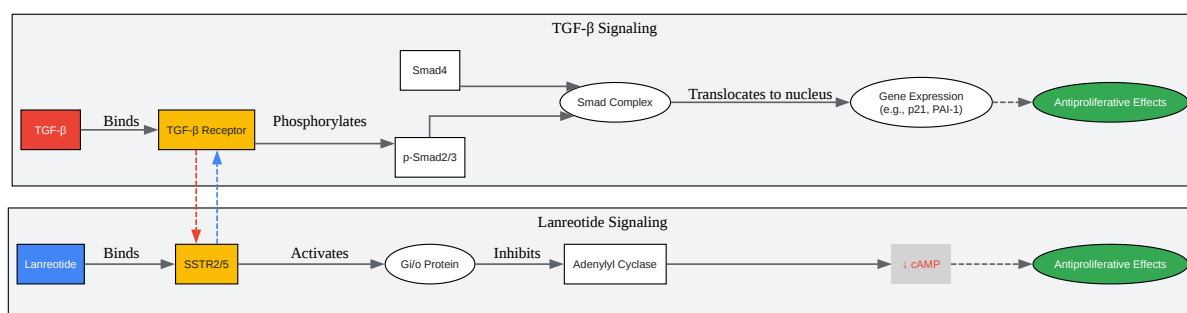 TGF-β Signaling
Smad4
Smad Complex
Translocates to nucleus
Gene Expression
(e.g., p21, PAI-1)
Antiproliferative Effects
TGF-β
Binds
TGF-β Receptor
Phosphorylates
p-Smad2/3
Lanreotide Signaling
Lanreotide
Binds
SSTR2/5
Activates
Gi/o Protein
Inhibits
Adenylyl Cyclase
↓ cAMP
Antiproliferative Effects